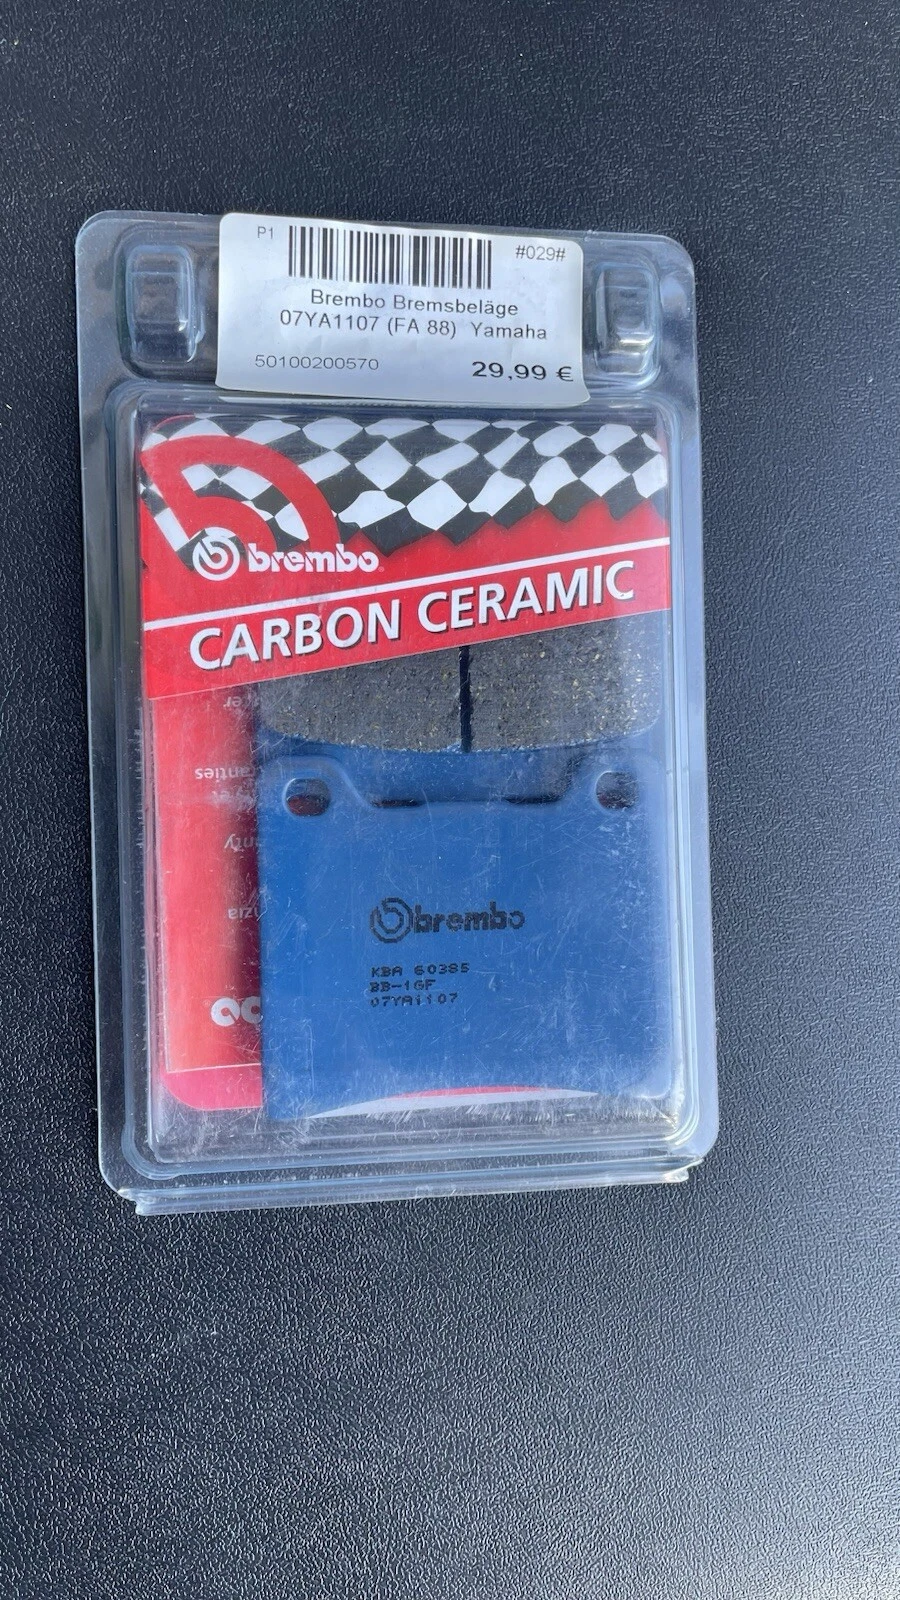 P1 #029#
Brembo Bremsbeläge
07YA1107 (FA 88) Yamaha
50100200570 29,99 €
brembo
CARBON CERAMIC
brembo
KBA 60385
BB-1GF
07YA1107